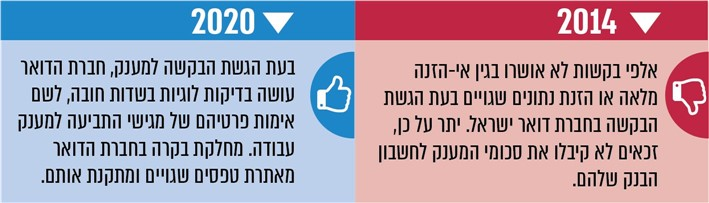 2014
אלפי בקשות לא אושרו בגין אי-הזנה
מלאה או הזנת נתונים שגויים בעת הגשת
הבקשה בחברת דואר ישראל. יתר על כן,
זכאים לא קיבלו את סכומי המענק לחשבון
הבנק שלהם.
2020
בעת הגשת הבקשה למענק, חברת הדואר
עושה בדיקות לוגיות בשדות חובה, לשם
אימות פרטיהם של מגישי התביעה למענק
עבודה. מחלקת בקרה בחברת הדואר
מאתרת טפסים שגויים ומתקנת אותם.